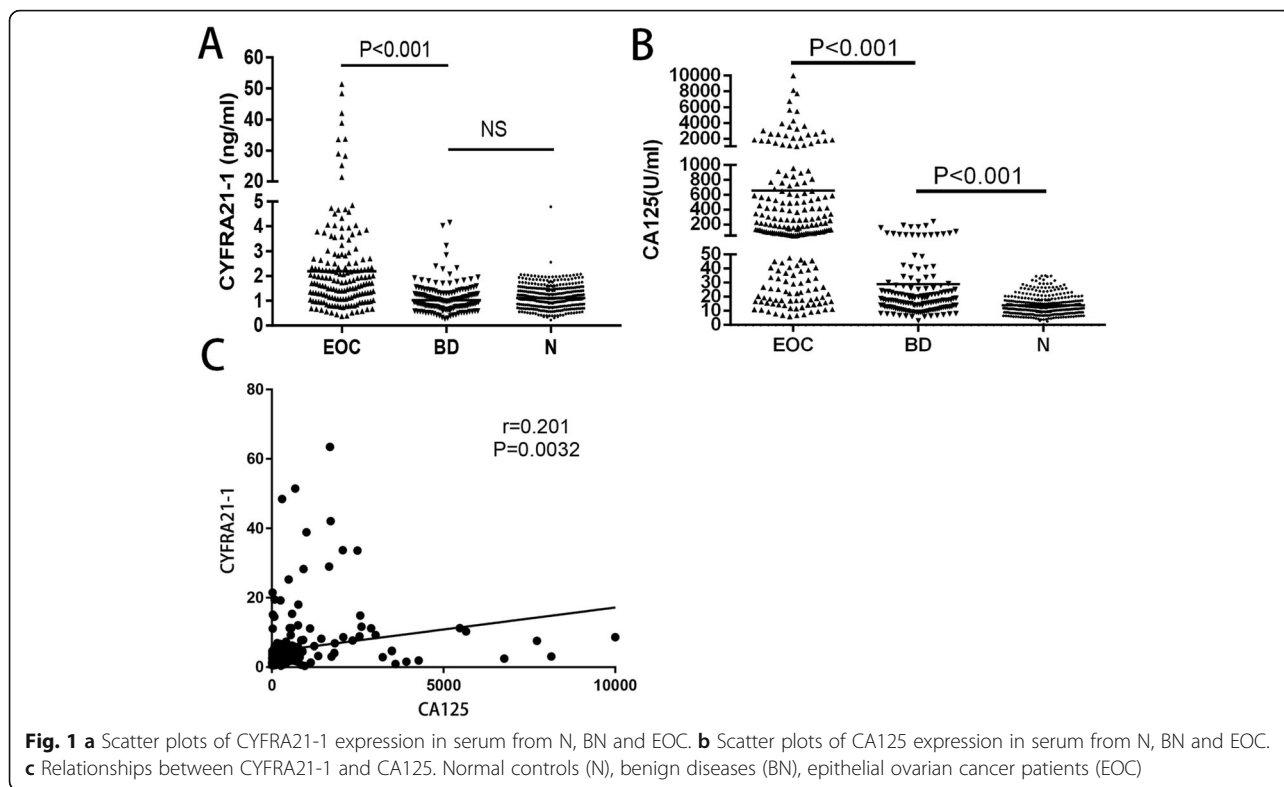 A
P<0.001
NS
CYFRA21-1 (ng/ml)
60
50
40
30
20
5
4
3
2
1
0
EOC BD N
B
P<0.001
P<0.001
CA125(U/ml)
10000
8000
6000
4000
2000
1000
800
600
400
200
50
40
30
20
10
0
EOC BD N
C
r=0.201
P=0.0032
CYFRA21-1
80
60
40
20
0
0 5000 10000
CA125
Fig. 1 a Scatter plots of CYFRA21-1 expression in serum from N, BN and EOC. b Scatter plots of CA125 expression in serum from N, BN and EOC.
c Relationships between CYFRA21-1 and CA125. Normal controls (N), benign diseases (BN), epithelial ovarian cancer patients (EOC)